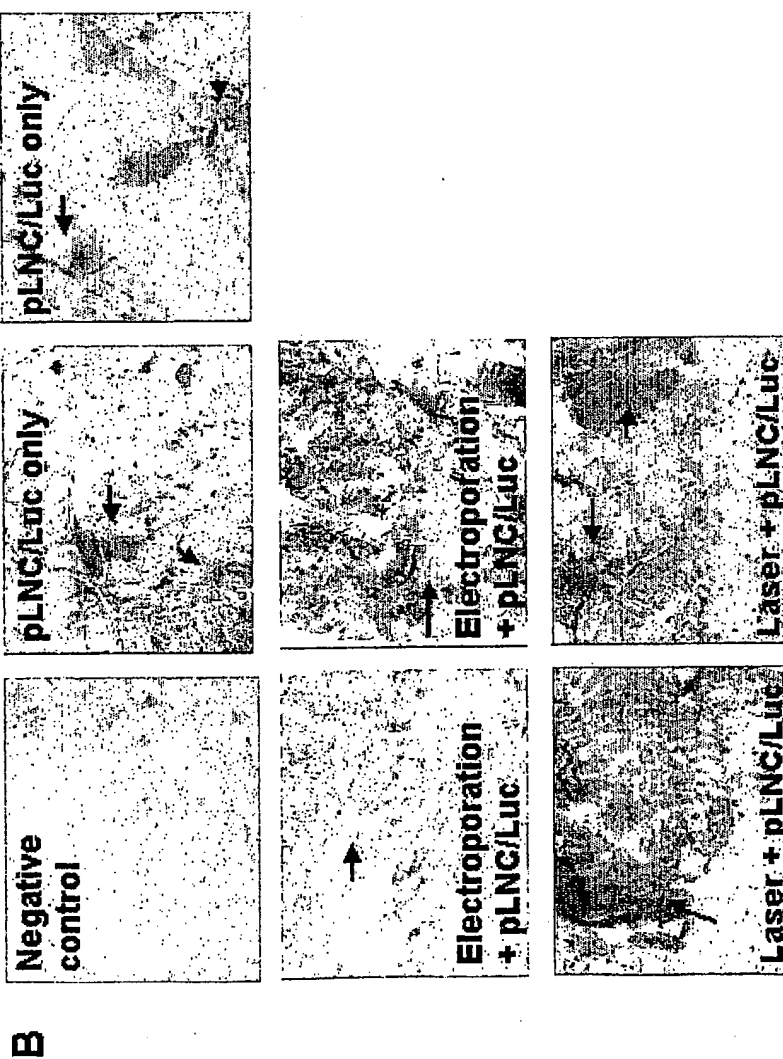 B
Negative
control
pLNC/Luc only
pLNC/Luc only
Electroporation
+ pLNC/Luc
Electroporation
+ pLNC/Luc
Laser + pLNC/Luc
Laser + pLNC/Luc